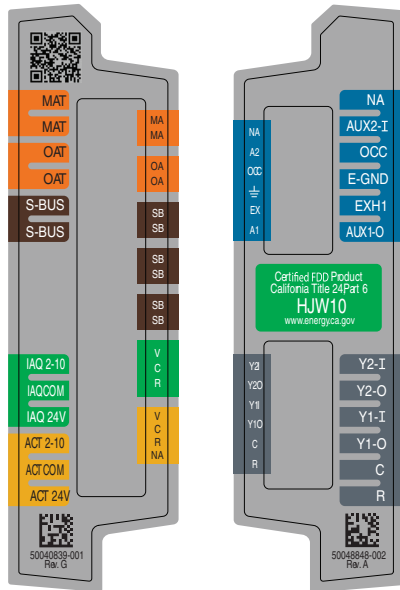 MAT
MAT
OAT
OAT
S-BUS
S-BUS
IAQ 2-10
IAQCOM
IAQ 24V
ACT 2-10
ACT COM
ACT 24V
50040839-001
Rev. G
MA
MA
OA
OA
SB
SB
SB
SB
SB
SB
V
C
R
V
C
R
NA
NA
A2
OCC
EX
A1
NA
AUX2-I
OCC
E-GND
EXH1
AUX1-O
Certified FDD Product
California Title 24Part 6
HJW10
www.energy.ca.gov
Y2I
Y2O
Y1I
Y1O
C
R
Y2-I
Y2-O
Y1-I
Y1-O
C
R
50048848-002
Rev. A